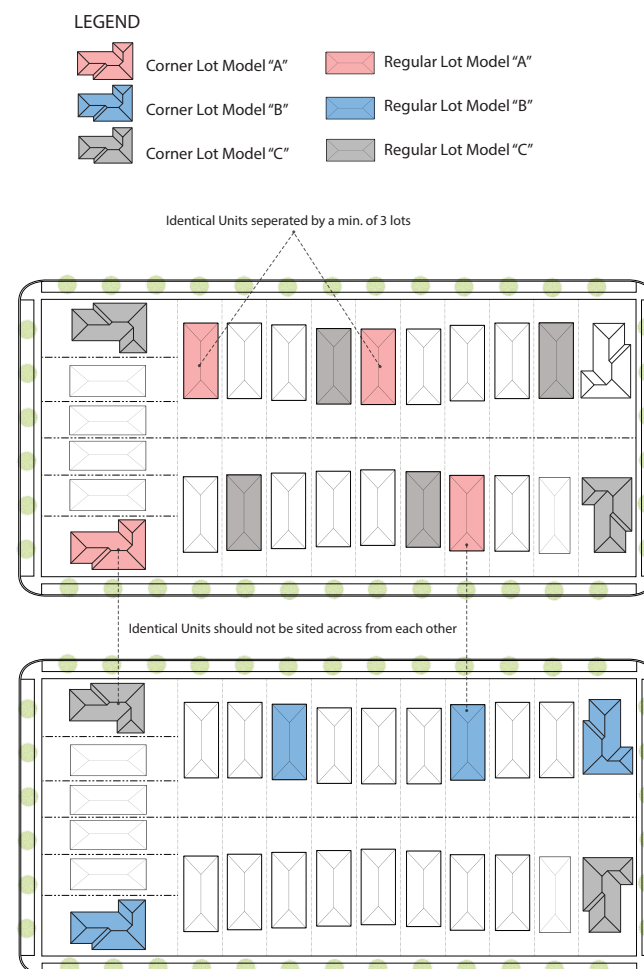 LEGEND
Corner Lot Model “A”
Regular Lot Model “A”
Corner Lot Model “B”
Regular Lot Model “B”
Corner Lot Model “C”
Regular Lot Model “C”
Identical Units seperated by a min. of 3 lots
Identical Units should not be sited across from each other